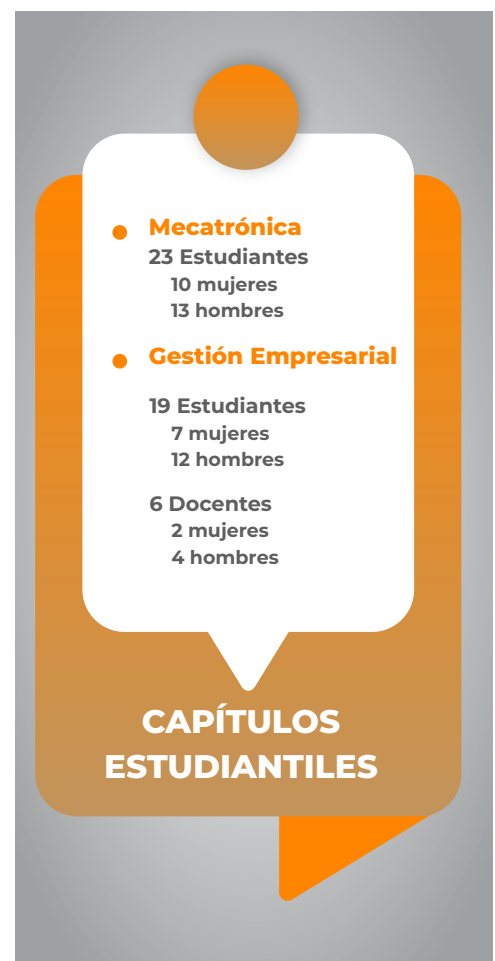 Mecatrónica
23 Estudiantes
10 mujeres
13 hombres
Gestión Empresarial
19 Estudiantes
7 mujeres
12 hombres
6 Docentes
2 mujeres
4 hombres
CAPÍTULOS
ESTUDIANTILES